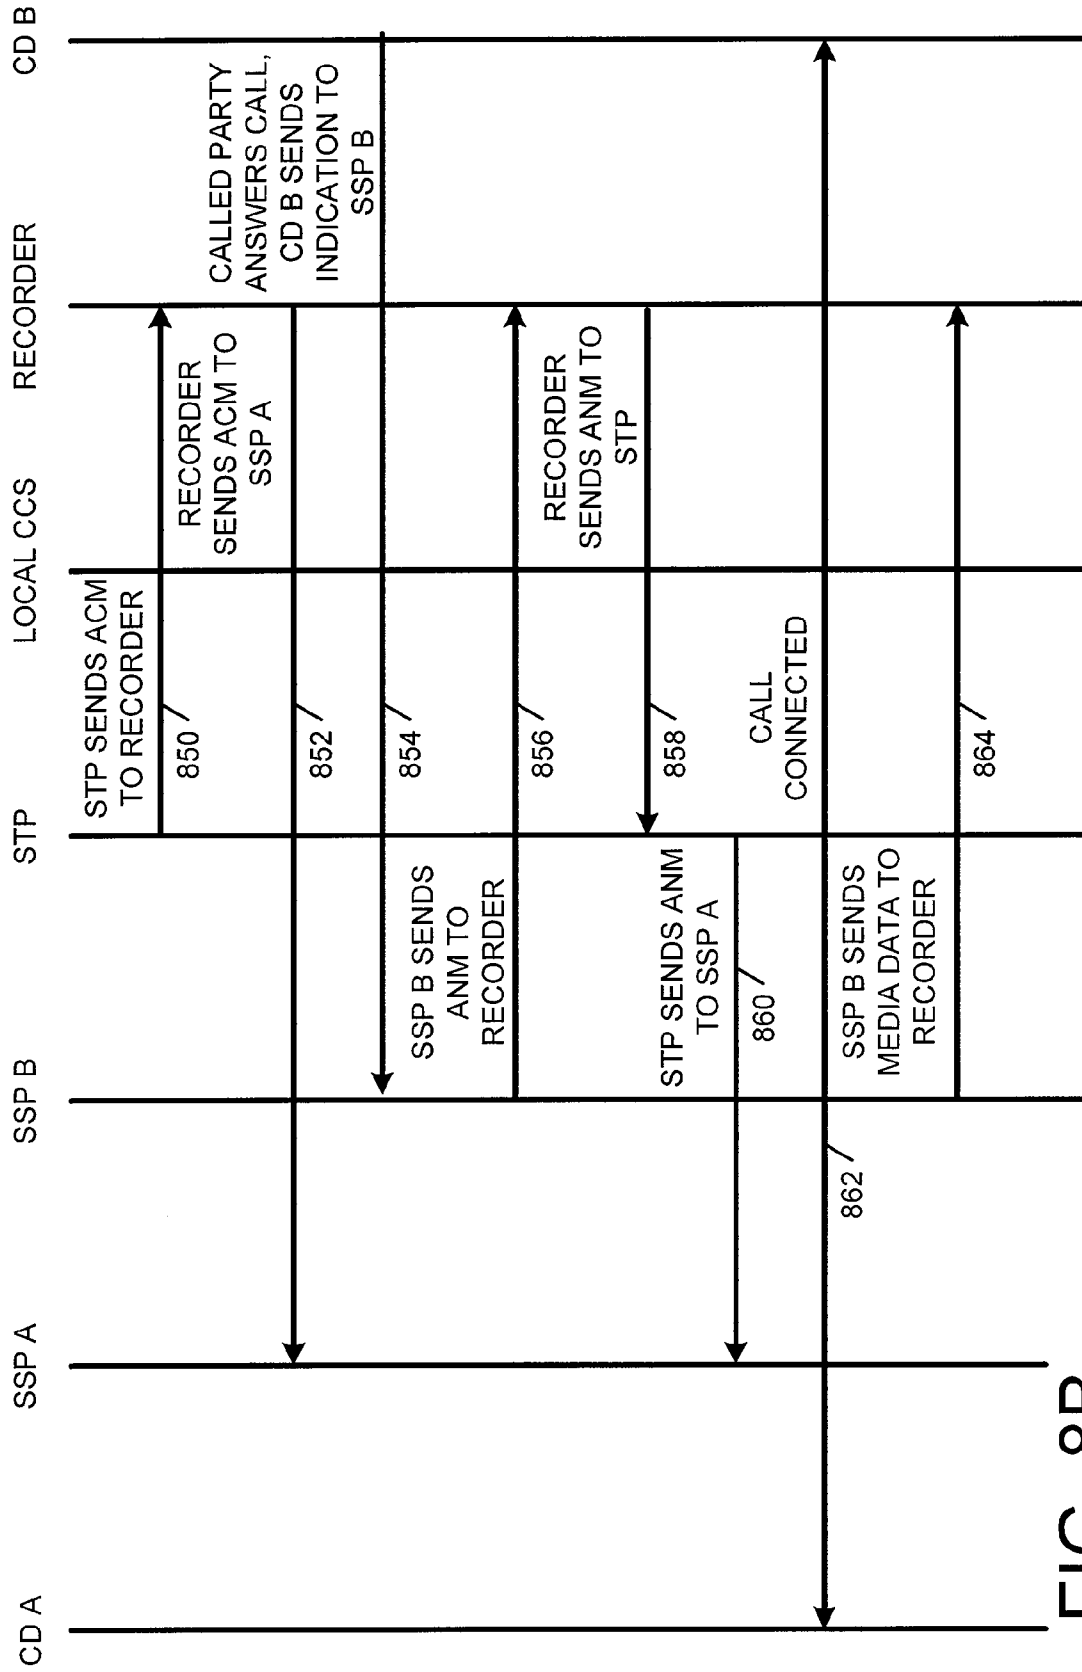 CD A
SSP A
SSP B
STP
LOCAL CCS
RECORDER
CD B
STP SENDS ACM
TO RECORDER
850
RECORDER
SENDS ACM TO
SSP A
852
CALLED PARTY
ANSWERS CALL,
CD B SENDS
INDICATION TO
SSP B
854
SSP B SENDS
ANM TO
RECORDER
856
RECORDER
SENDS ANM TO
STP
858
STP SENDS ANM
TO SSP A
860
CALL
CONNECTED
862
SSP B SENDS
MEDIA DATA TO
RECORDER
864
FIG. 8B